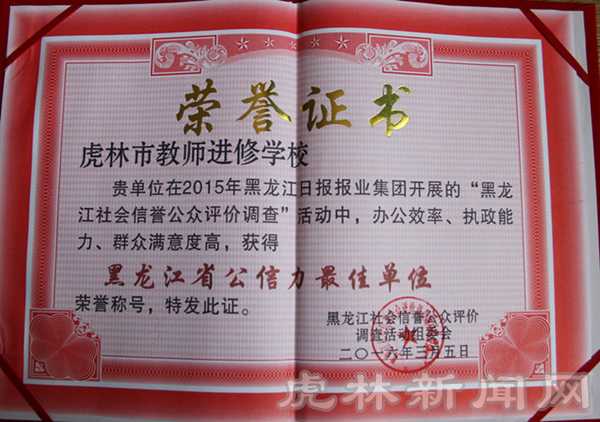 荣誉证书
虎林市教师进修学校
贵单位在2015年黑龙江日报报业集团开展的“黑龙
江社会信誉公众评价调查”活动中，办公效率、执政能
力、群众满意度高，获得
黑龙江省公信力最佳单位
荣誉称号，特发此证。
黑龙江社会信誉公众评价
调查活动组委会
二〇一六年三月五日
虎林新闻网